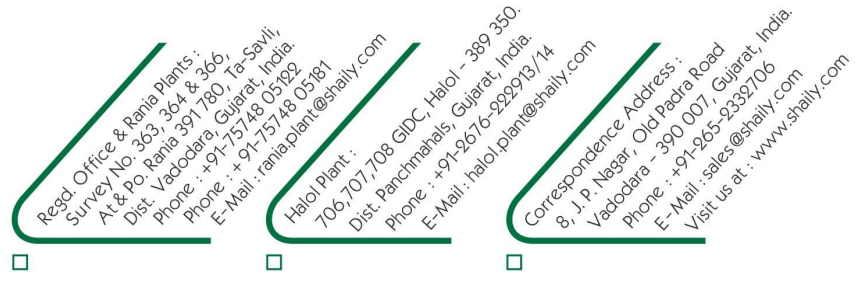 Regd. Office & Rania Plants :
Survey No. 363, 364 & 366,
At & Po. Rania 391 780, Ta-Savli,
Dist. Vadodara, Gujarat, India.
Phone : +91-75748 05122
Phone : + 91-75748 05181
E-Mail : rania.plant@shaily.com
Halol Plant :
706,707,708 GIDC, Halol - 389 350.
Dist. Panchmahals, Gujarat, India.
Phone : +91-2676-222913/14
E-Mail : halol.plant@shaily.com
Correspondence Address :
8, J. P. Nagar, Old Padra Road
Vadodara - 390 007, Gujarat, India.
Phone : +91-265-2332706
E- Mail : sales@shaily.com
Visit us at : www.shaily.com